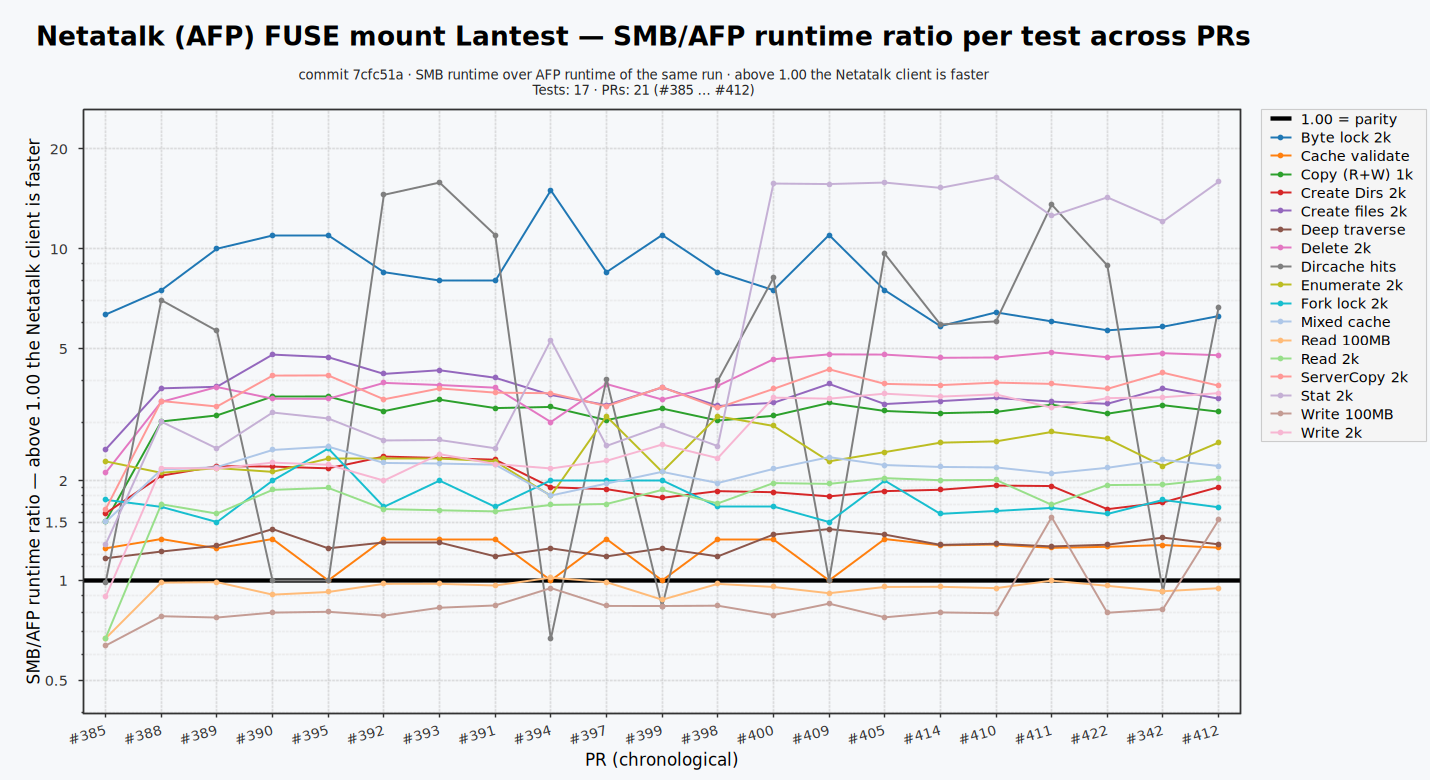 Netatalk (AFP) FUSE mount Lantest — SMB/AFP runtime ratio per test across PRs
commit 7cfc51a · SMB runtime over AFP runtime of the same run · above 1.00 the Netatalk client is faster
Tests: 17 · PRs: 21 (#385 ... #412)
SMB/AFP runtime ratio — above 1.00 the Netatalk client is faster
20
10
5
2
1.5
1
0.5
#385
#388
#389
#390
#395
#392
#393
#391
#394
#397
#399
#398
#400
#409
#405
#414
#410
#411
#422
#342
#412
PR (chronological)
1.00 = parity
Byte lock 2k
Cache validate
Copy (R+W) 1k
Create Dirs 2k
Create files 2k
Deep traverse
Delete 2k
Dircache hits
Enumerate 2k
Fork lock 2k
Mixed cache
Read 100MB
Read 2k
ServerCopy 2k
Stat 2k
Write 100MB
Write 2k